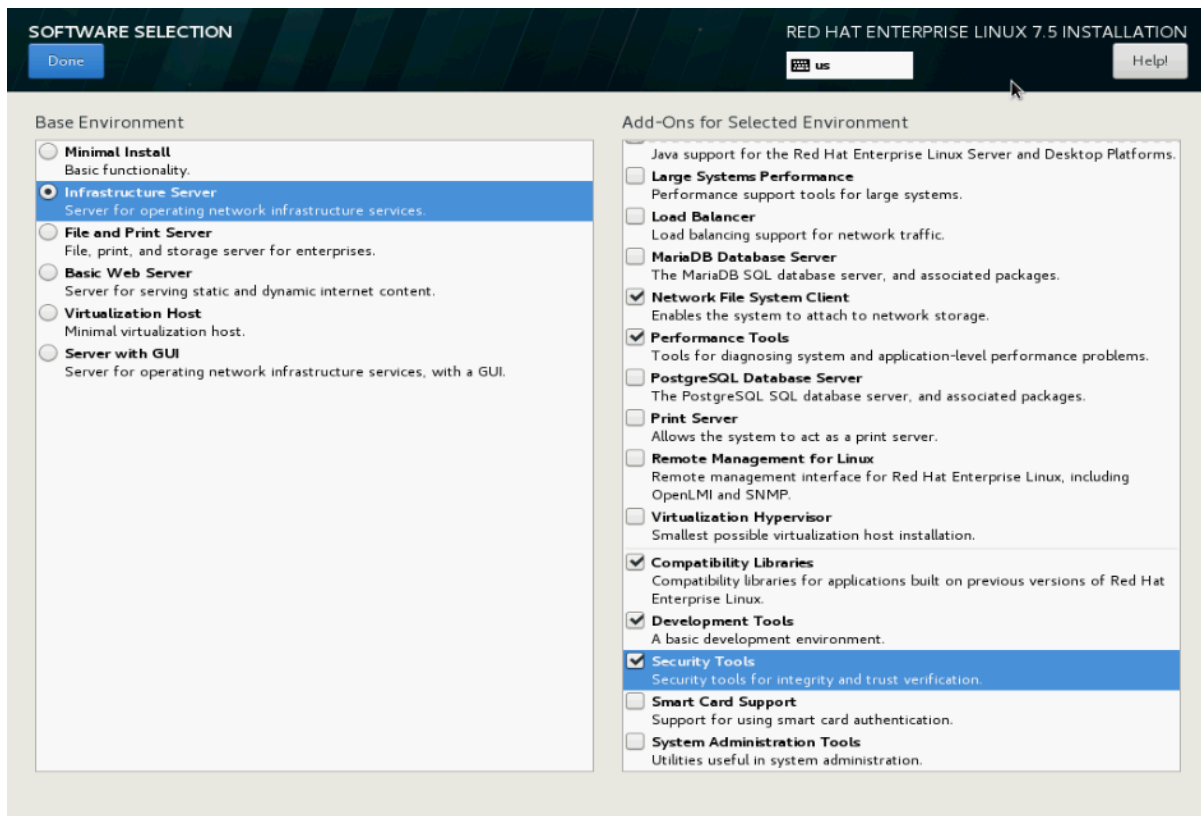 SOFTWARE SELECTION
RED HAT ENTERPRISE LINUX 7.5 INSTALLATION
Done
us
Help!
Base Environment
Minimal Install
Basic functionality.
Infrastructure Server
Server for operating network infrastructure services.
File and Print Server
File, print, and storage server for enterprises.
Basic Web Server
Server for serving static and dynamic internet content.
Virtualization Host
Minimal virtualization host.
Server with GUI
Server for operating network infrastructure services, with a GUI.
Add-Ons for Selected Environment
Java support for the Red Hat Enterprise Linux Server and Desktop Platforms.
Large Systems Performance
Performance support tools for large systems.
Load Balancer
Load balancing support for network traffic.
MariaDB Database Server
The MariaDB SQL database server, and associated packages.
Network File System Client
Enables the system to attach to network storage.
Performance Tools
Tools for diagnosing system and application-level performance problems.
PostgreSQL Database Server
The PostgreSQL SQL database server, and associated packages.
Print Server
Allows the system to act as a print server.
Remote Management for Linux
Remote management interface for Red Hat Enterprise Linux, including
OpenLMI and SNMP.
Virtualization Hypervisor
Smallest possible virtualization host installation.
Compatibility Libraries
Compatibility libraries for applications built on previous versions of Red Hat
Enterprise Linux.
Development Tools
A basic development environment.
Security Tools
Security tools for integrity and trust verification.
Smart Card Support
Support for using smart card authentication.
System Administration Tools
Utilities useful in system administration.